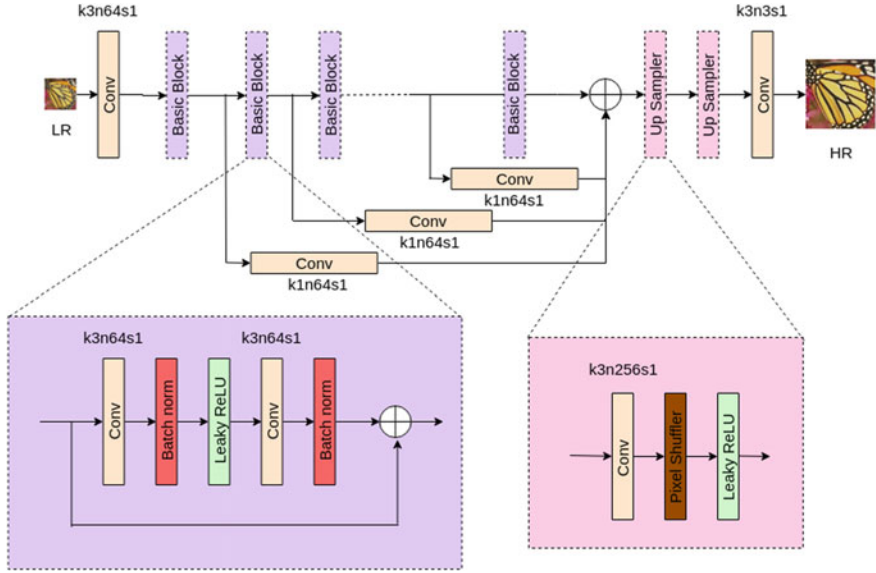 k3n64s1
k3n3s1
LR
Conv
Basic Block
Basic Block
Basic Block
Basic Block
Up Sampler
Up Sampler
Conv
HR
Conv
k1n64s1
Conv
k1n64s1
Conv
k1n64s1
k3n64s1
k3n64s1
Conv
Batch norm
Leaky ReLU
Conv
Batch norm
k3n256s1
Conv
Pixel Shuffler
Leaky ReLU